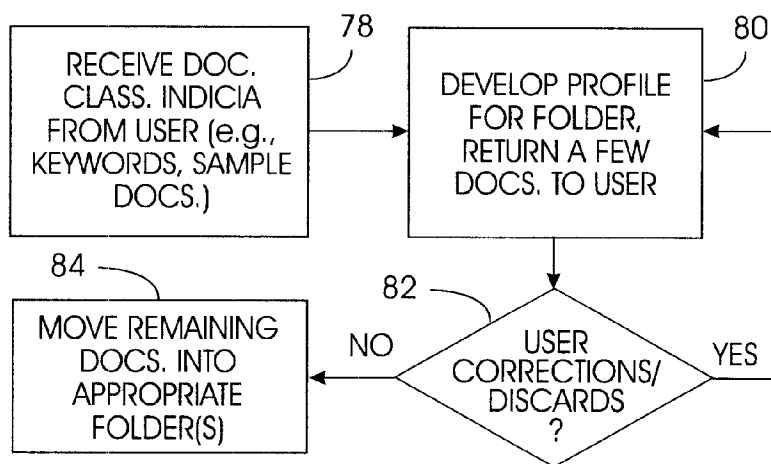 78
RECEIVE DOC.
CLASS. INDICIA
FROM USER (e.g.,
KEYWORDS, SAMPLE
DOCS.)
80
DEVELOP PROFILE
FOR FOLDER,
RETURN A FEW
DOCS. TO USER
82
USER
CORRECTIONS/
DISCARDS
?
YES
NO
84
MOVE REMAINING
DOCS. INTO
APPROPRIATE
FOLDER(S)